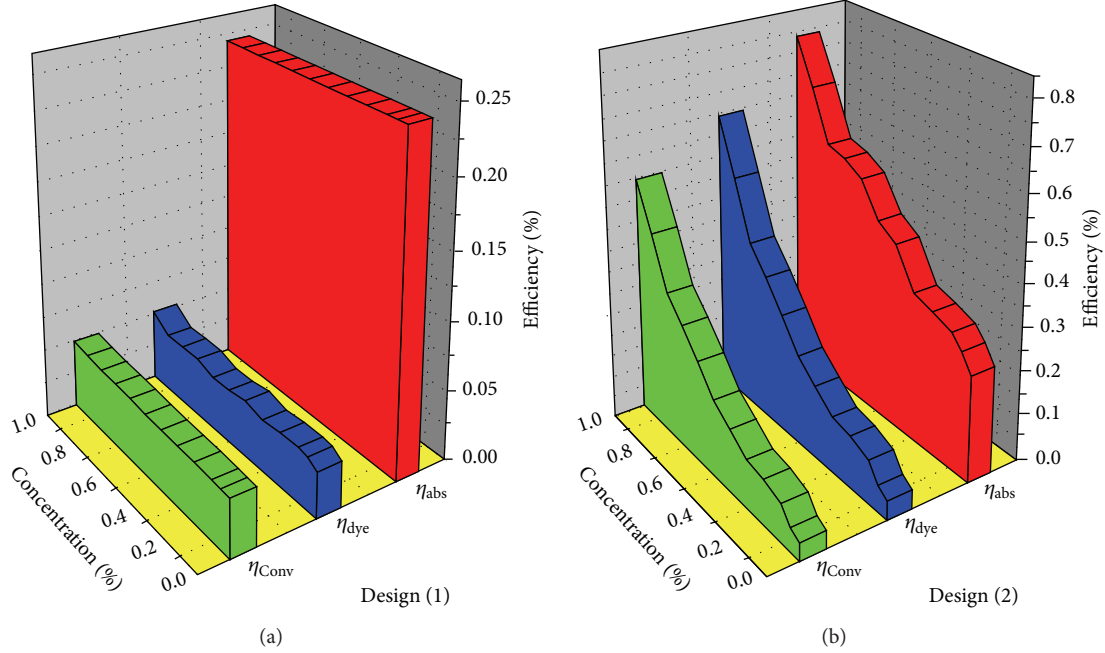 0.25
0.20
0.15
0.10
0.05
0.00
Efficiency (%)
1.0
0.8
0.6
0.4
0.2
0.0
Concentration (%)
ηabs
ηdye
ηConv
Design (1)
(a)
0.8
0.7
0.6
0.5
0.4
0.3
0.2
0.1
0.0
Efficiency (%)
1.0
0.8
0.6
0.4
0.2
0.0
Concentration (%)
ηabs
ηdye
ηConv
Design (2)
(b)